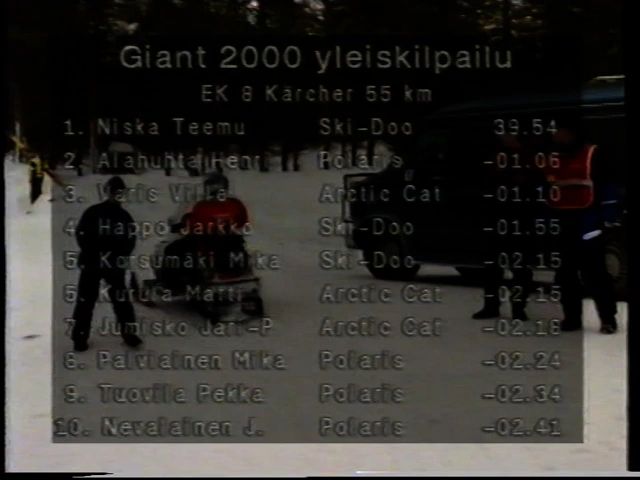 Giant 2000 yleiskilpailu
EK 8 Kärcher 55 km
1. Niska Teemu Ski-Doo 39.54
2. Alahuhta Henri Polaris -01.06
3. Varis Ville Arctic Cat -01.10
4. Happo Jarkko Ski-Doo -01.55
5. Korsumäki Mika Ski-Doo -02.15
5. Matti Arctic Cat -02.15
7. Jumisko Jari-P Arctic Cat -02.18
8. Palviainen Mika Polaris -02.24
9. Tuovila Pekka Polaris -02.34
10. Nevalainen J. Polaris -02.41